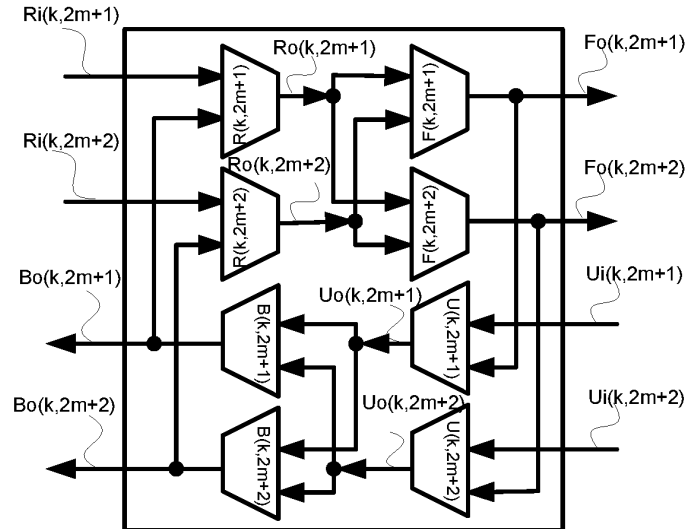 Ri(k,2m+1)
Ro(k,2m+1)
Fo(k,2m+1)
R(k,2m+1)
F(k,2m+1)
Ri(k,2m+2)
Ro(k,2m+2)
Fo(k,2m+2)
R(k,2m+2)
F(k,2m+2)
Bo(k,2m+1)
Uo(k,2m+1)
Ui(k,2m+1)
B(k,2m+1)
U(k,2m+1)
Bo(k,2m+2)
Uo(k,2m+2)
Ui(k,2m+2)
B(k,2m+2)
U(k,2m+2)